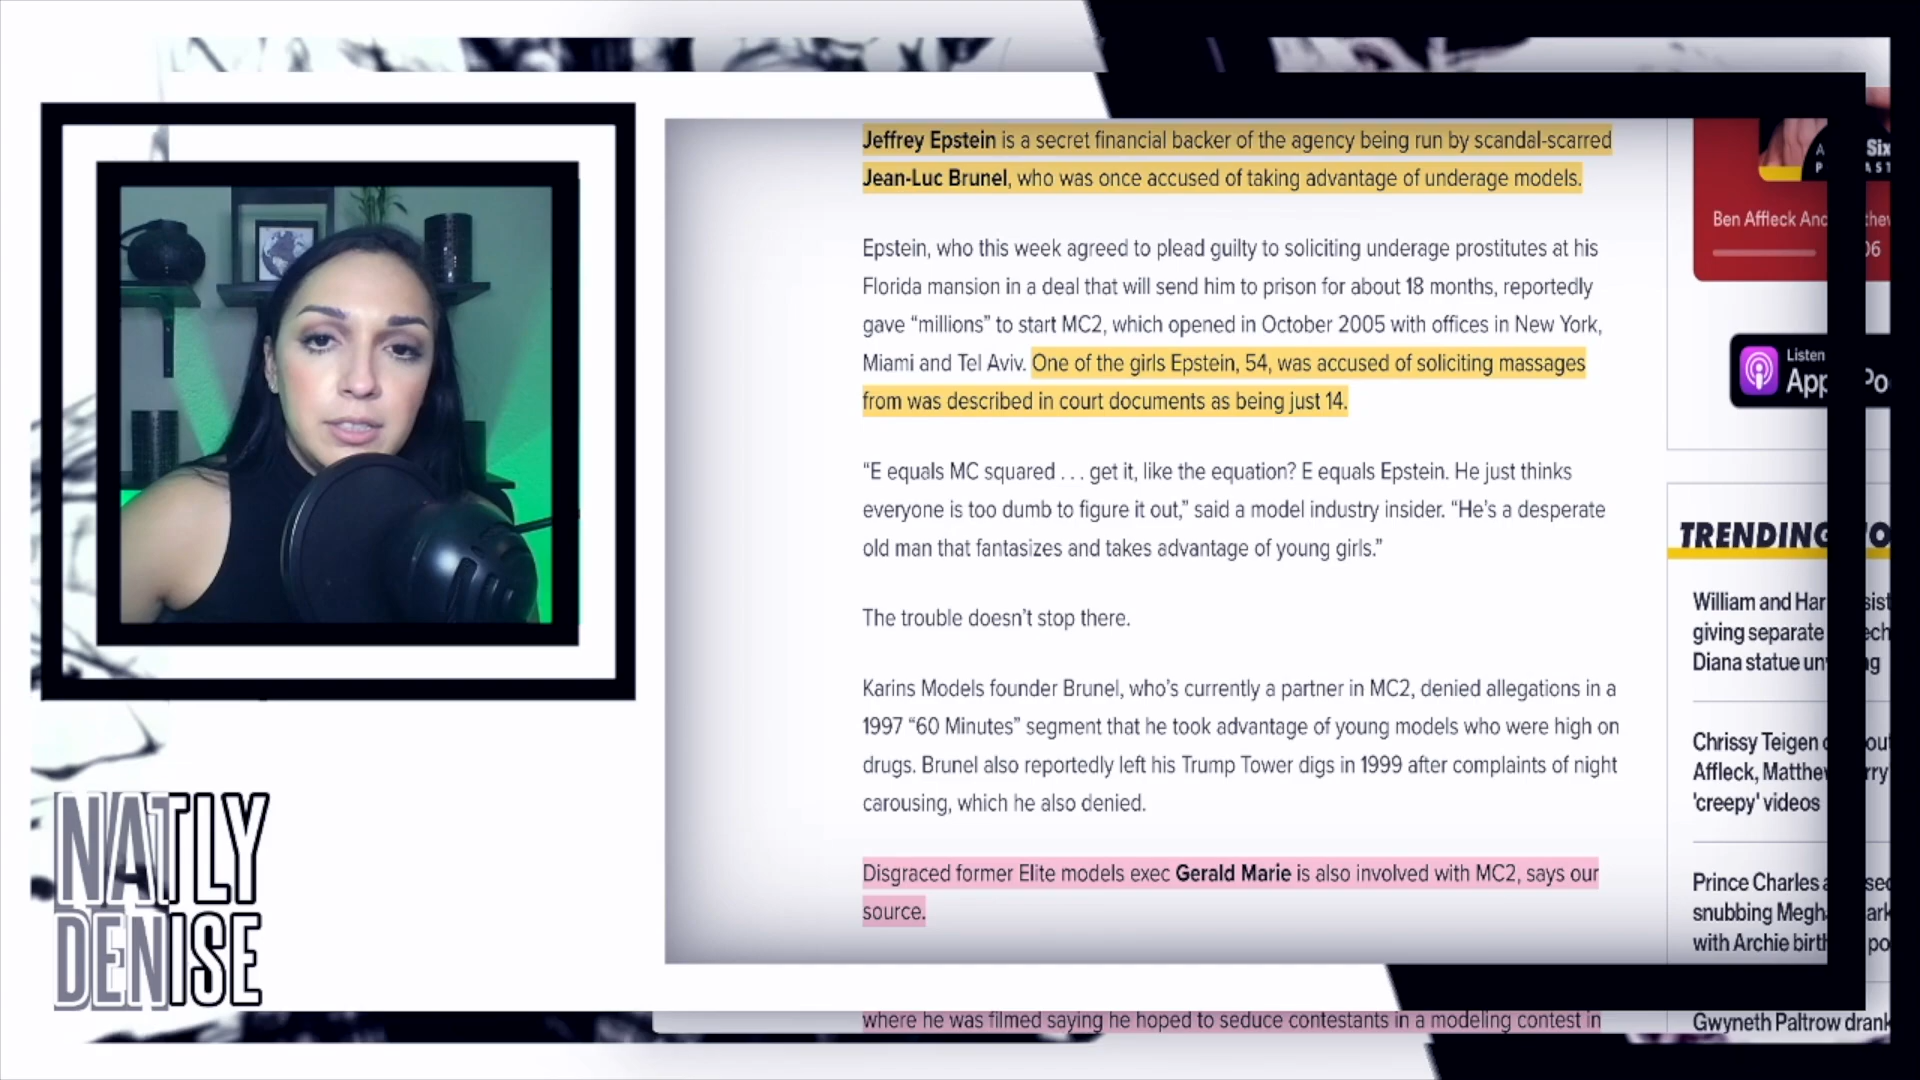 Jeffrey Epstein is a secret financial backer of the agency being run by scandal-scarred
Jean-Luc Brunel, who was once accused of taking advantage of underage models.
Epstein, who this week agreed to plead guilty to soliciting underage prostitutes at his
Florida mansion in a deal that will send him to prison for about 18 months, reportedly
gave “millions” to start MC2, which opened in October 2005 with offices in New York,
Miami and Tel Aviv. One of the girls Epstein, 54, was accused of soliciting massages
from was described in court documents as being just 14.
“E equals MC squared . . . get it, like the equation? E equals Epstein. He just thinks
everyone is too dumb to figure it out,” said a model industry insider. “He’s a desperate
old man that fantasizes and takes advantage of young girls.”
The trouble doesn’t stop there.
Karins Models founder Brunel, who’s currently a partner in MC2, denied allegations in a
1997 “60 Minutes” segment that he took advantage of young models who were high on
drugs. Brunel also reportedly left his Trump Tower digs in 1999 after complaints of night
carousing, which he also denied.
Disgraced former Elite models exec Gerald Marie is also involved with MC2, says our
source.
where he was filmed saying he hoped to seduce contestants in a modeling contest in
Six
Ben Affleck
06
Listen
TRENDING
William and
giving separate
Diana statue
Chrissy Teigen
Affleck,
'creepy' videos
Prince Charles
snubbing
with Archie
Gwyneth Paltrow drank
NATLY
DENISE